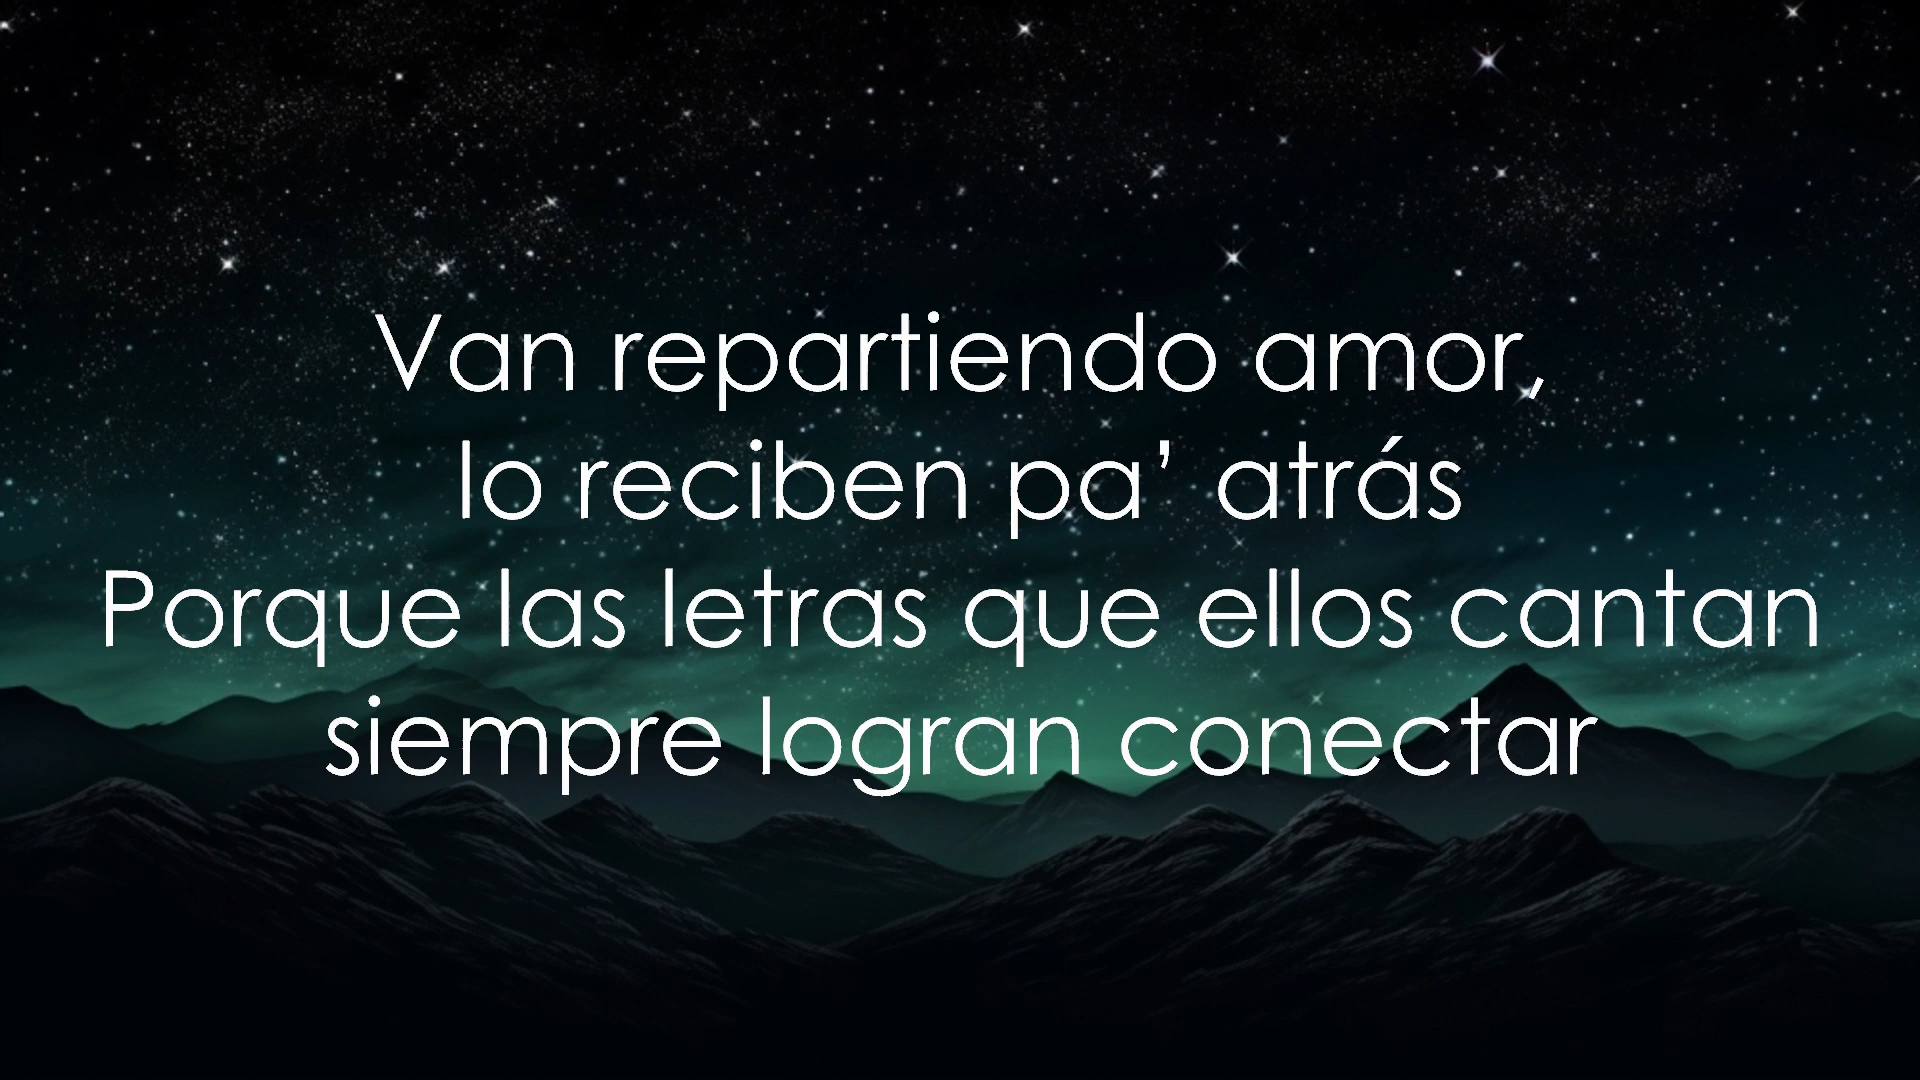 Van repartiendo amor,
lo reciben pa’ atrás
Porque las letras que ellos cantan
siempre logran conectar